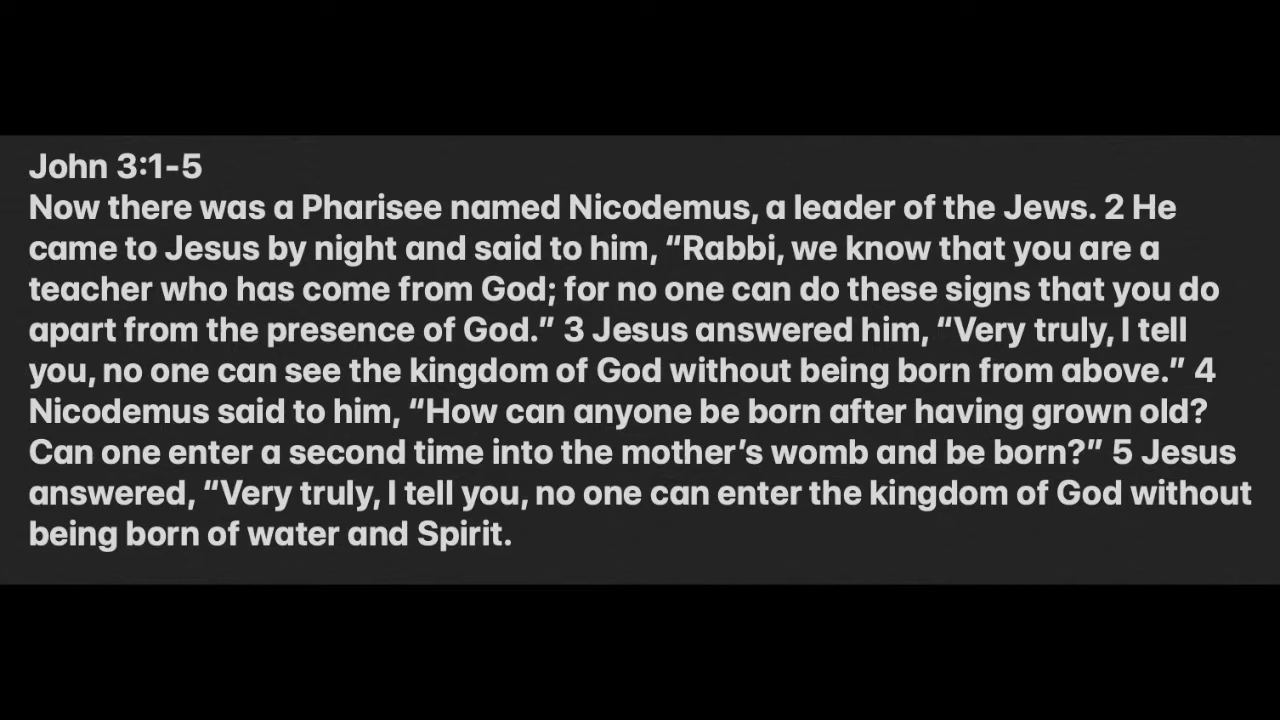 John 3:1-5
Now there was a Pharisee named Nicodemus, a leader of the Jews. 2 He
came to Jesus by night and said to him, “Rabbi, we know that you are a
teacher who has come from God; for no one can do these signs that you do
apart from the presence of God.” 3 Jesus answered him, “Very truly, I tell
you, no one can see the kingdom of God without being born from above.” 4
Nicodemus said to him, “How can anyone be born after having grown old?
Can one enter a second time into the mother’s womb and be born?” 5 Jesus
answered, “Very truly, I tell you, no one can enter the kingdom of God without
being born of water and Spirit.